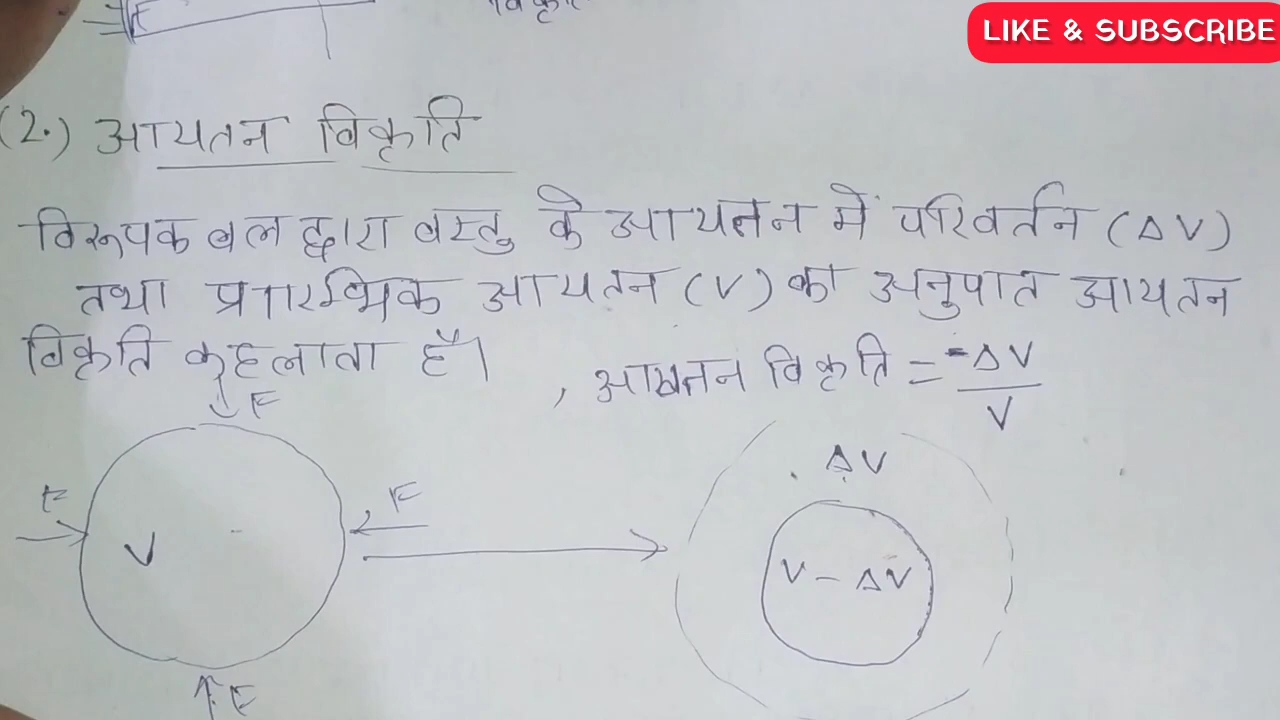 F
LIKE & SUBSCRIBE
(2.) आयतन विकृति
विरूपक बल द्वारा वस्तु के आयतन में परिवर्तन (ΔV)
तथा प्रारम्भिक आयतन (V) का अनुपात आयतन
विकृति कहलाता है।
, आयतन विकृति = -ΔV/V
F
F
F
V
F
ΔV
V - ΔV